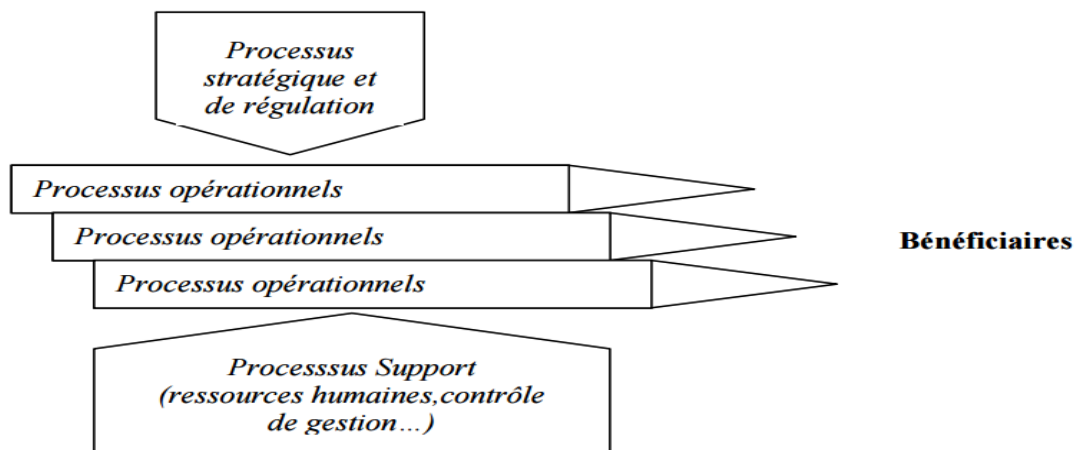 Processus
stratégique et
de régulation
Processus opérationnels
Processus opérationnels
Bénéficiaires
Processus opérationnels
Processsus Support
(ressources humaines,contrôle
de gestion...)